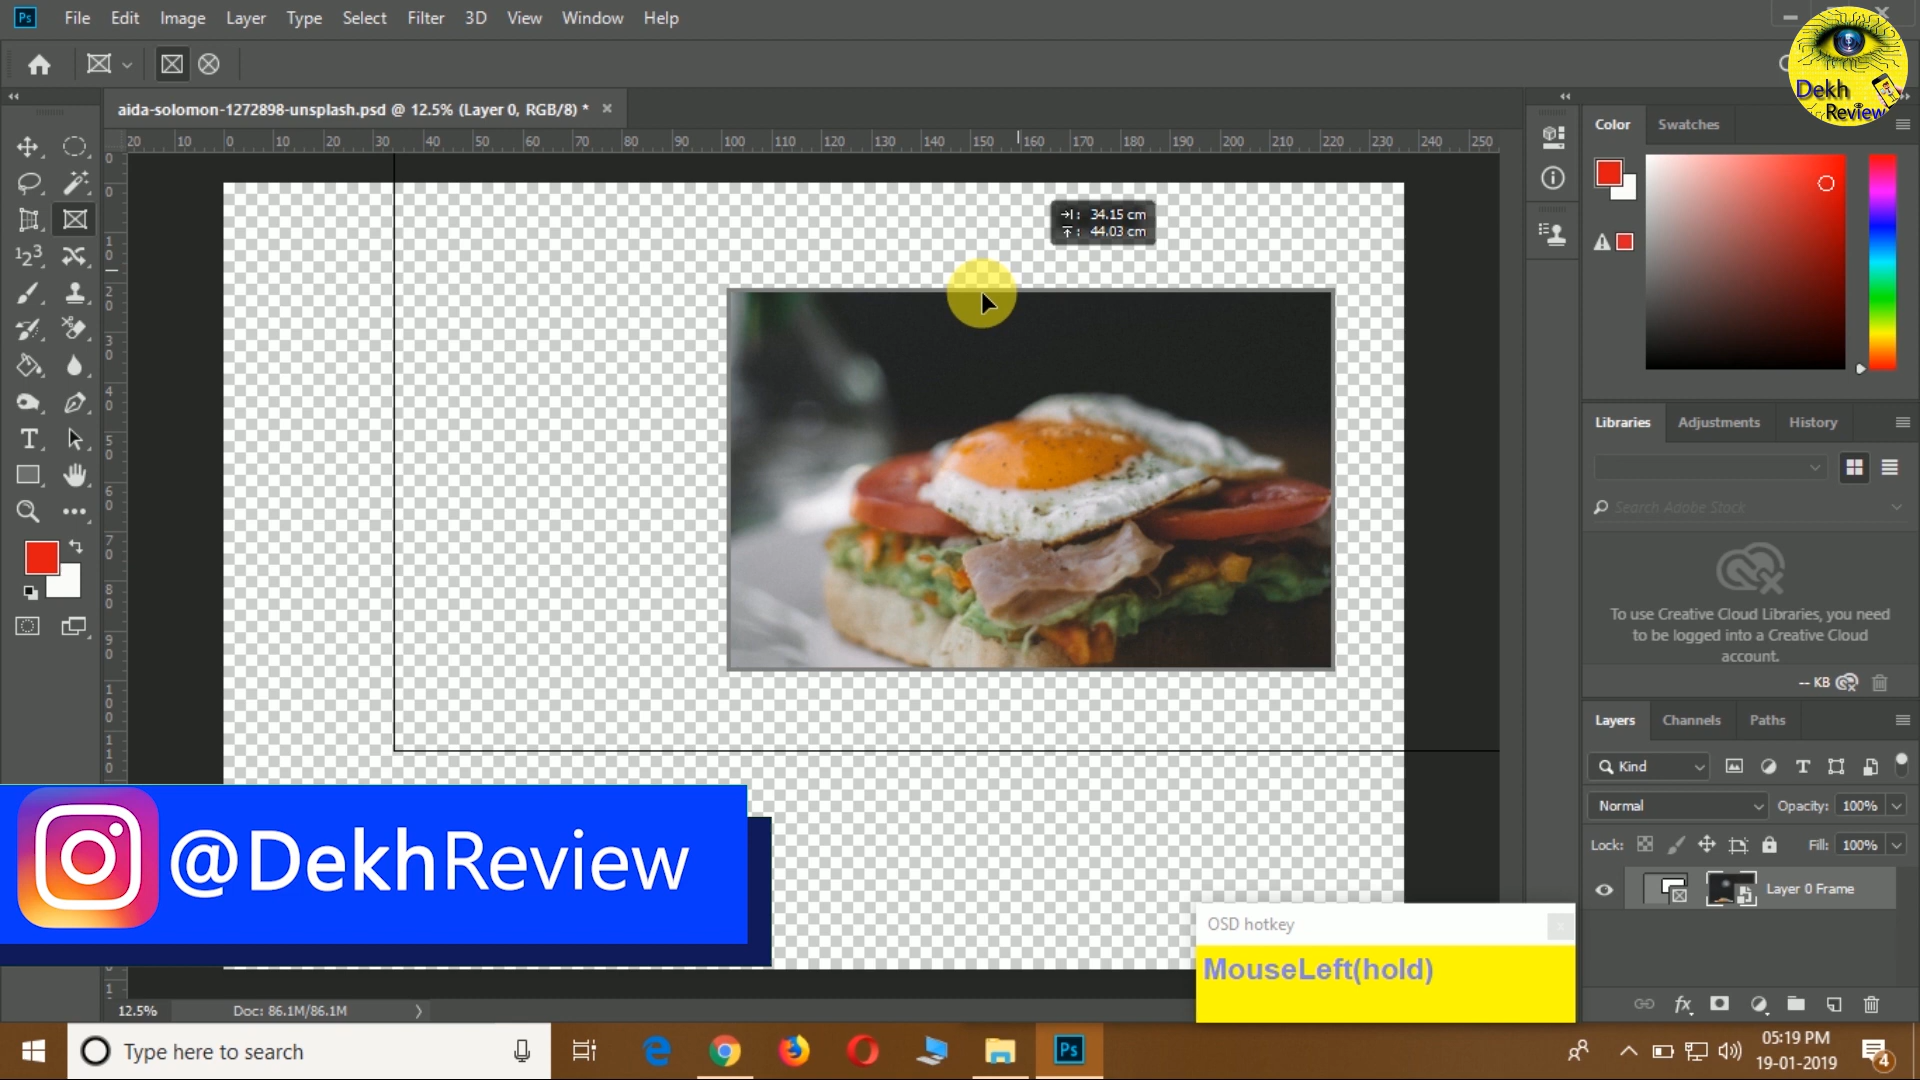 Ps File Edit Image Layer Type Select Filter 3D View Window Help
aida-solomon-1272898-unsplash.psd @ 12.5% (Layer 0, RGB/8) *
20 10 0 10 20 30 40 50 60 70 80 90 100 110 120 130 140 150 160 170 180 190 200 210 220 230 240 250
34.15 cm
44.03 cm
Dekh
Review
Color Swatches
Libraries Adjustments History
Search Adobe Stock
To use Creative Cloud Libraries, you need
to be logged into a Creative Cloud
account.
-- KB
Layers Channels Paths
Kind
Normal Opacity: 100%
Lock: Fill: 100%
Layer 0 Frame
@DekhReview
OSD hotkey
MouseLeft(hold)
12.5% Doc: 86.1M/86.1M
Type here to search
Ps
05:19 PM
19-01-2019
4